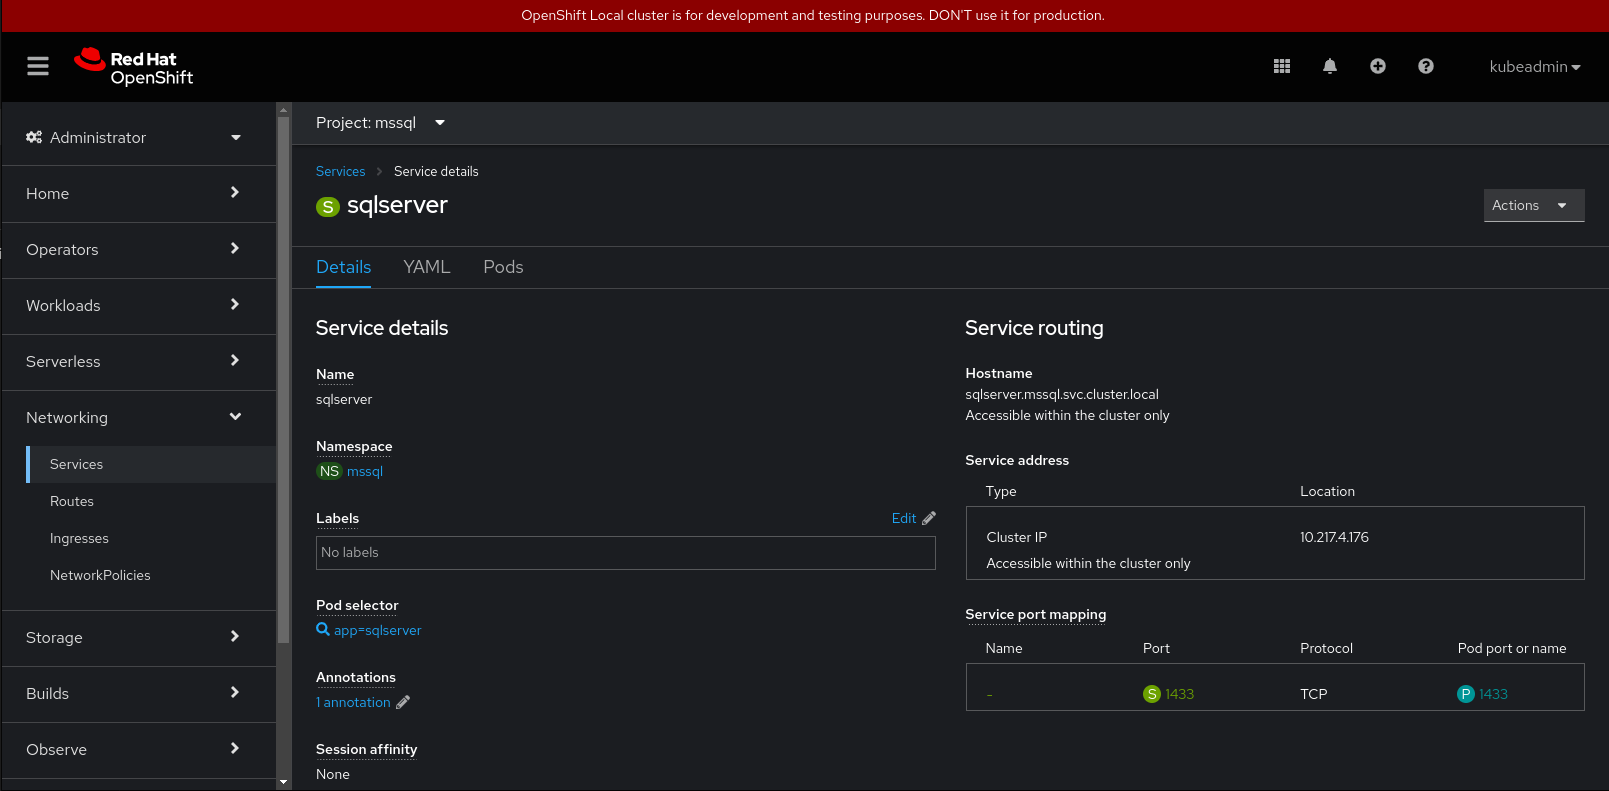 OpenShift Local cluster is for development and testing purposes. DON'T use it for production.
Red Hat
OpenShift
kubeadmin
Administrator
Home
Operators
Workloads
Serverless
Networking
Services
Routes
Ingresses
NetworkPolicies
Storage
Builds
Observe
Project: mssql
Services > Service details
S sqlserver
Actions
Details YAML Pods
Service details
Name
sqlserver
Namespace
NS mssql
Labels Edit
No labels
Pod selector
app=sqlserver
Annotations
1 annotation
Session affinity
None
Service routing
Hostname
sqlserver.mssql.svc.cluster.local
Accessible within the cluster only
Service address
Type Location
Cluster IP 10.217.4.176
Accessible within the cluster only
Service port mapping
Name Port Protocol Pod port or name
- S 1433 TCP P 1433